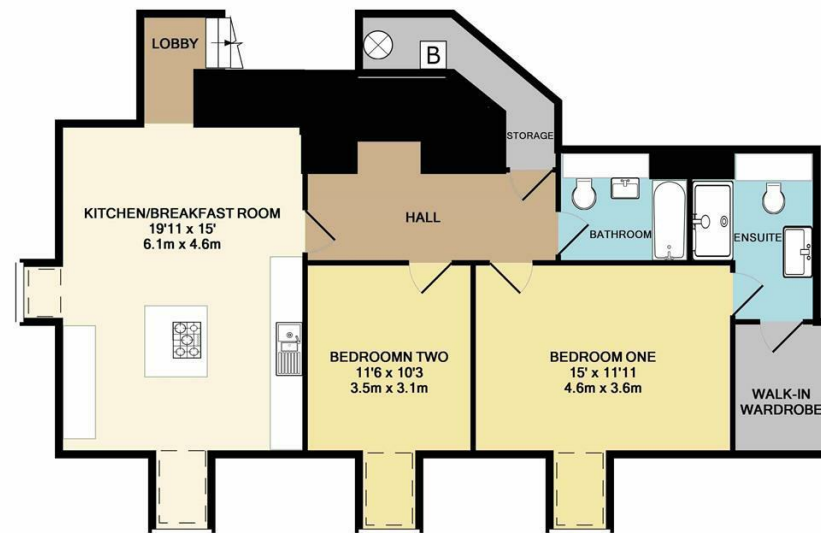 LOBBY
B
STORAGE
KITCHEN/BREAKFAST ROOM
19'11 x 15'
6.1m x 4.6m
HALL
BATHROOM
ENSUITE
BEDROOMN TWO
11'6 x 10'3
3.5m x 3.1m
BEDROOM ONE
15' x 11'11
4.6m x 3.6m
WALK-IN
WARDROBE